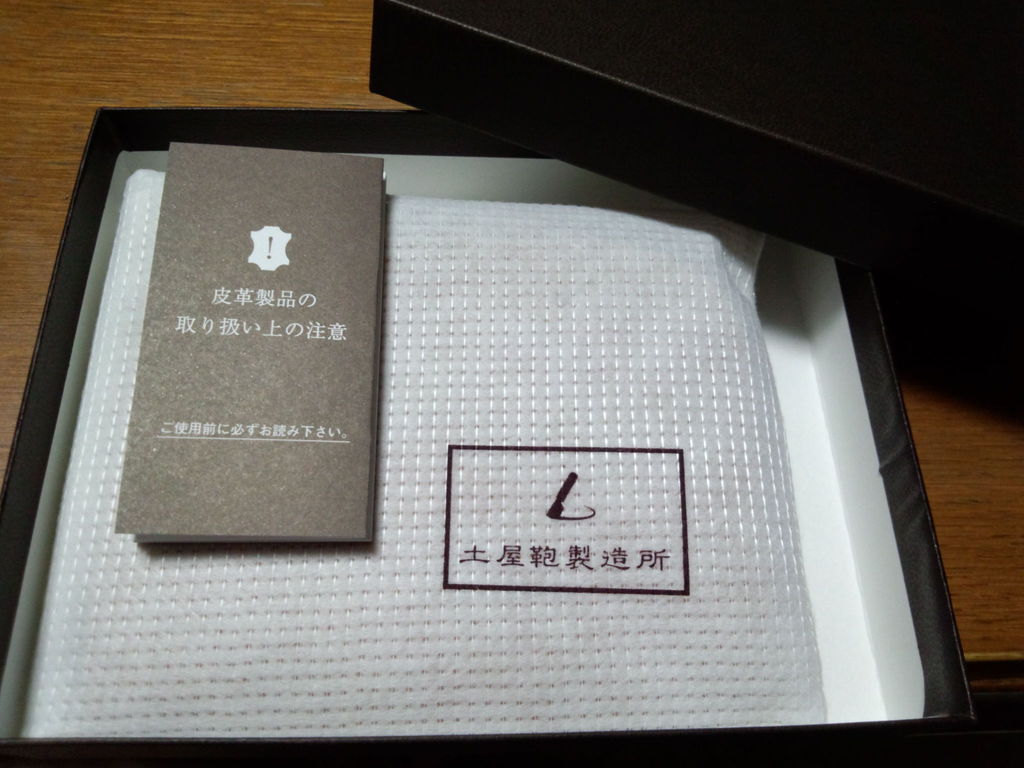 皮革製品の
取り扱い上の注意
ご使用前に必ずお読み下さい。
土屋鞄製造所